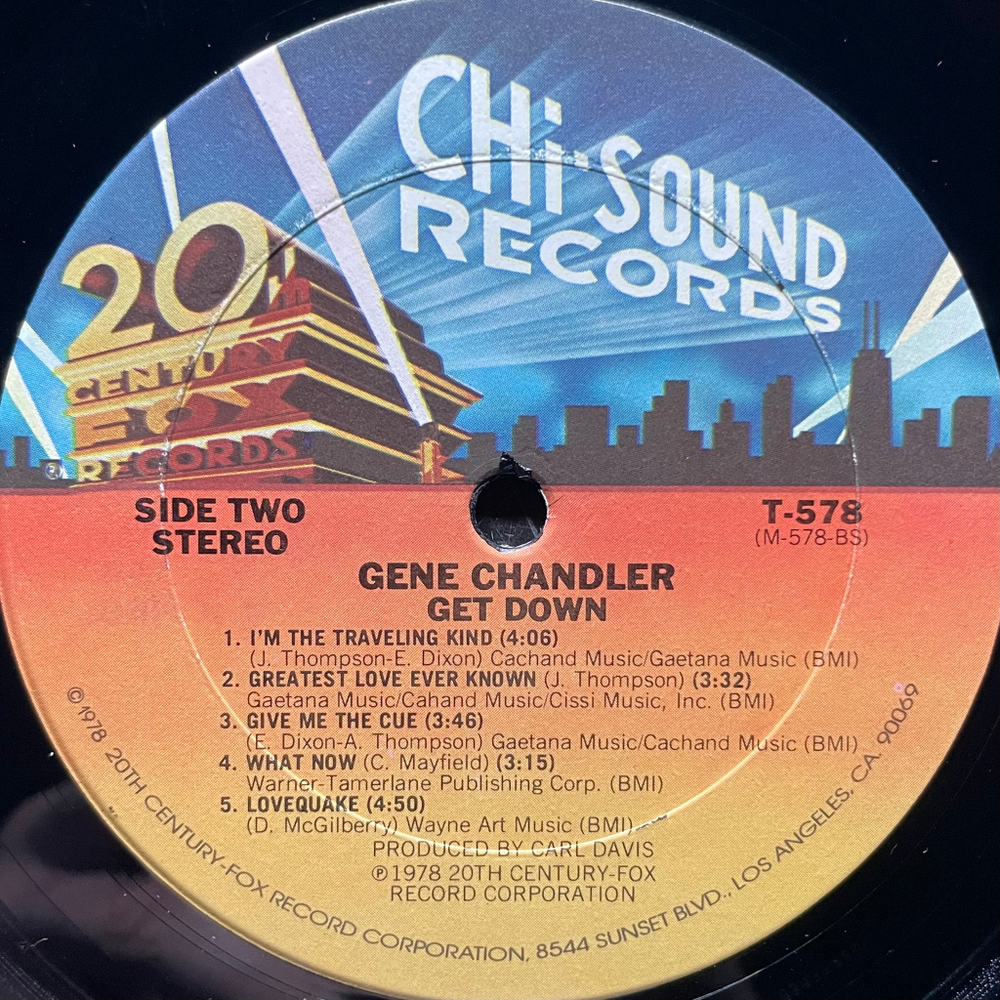 CHi-SOUND
RECORDS
20TH
CENTURY
FOX
RECORDS
SIDE TWO
STEREO
T-578
(M-578-BS)
GENE CHANDLER
GET DOWN
1. I'M THE TRAVELING KIND (4:06)
(J. Thompson-E. Dixon) Cachand Music/Gaetana Music (BMI)
2. GREATEST LOVE EVER KNOWN (J. Thompson) (3:32)
Gaetana Music/Cahand Music/Cissi Music, Inc. (BMI)
3. GIVE ME THE CUE (3:46)
(E. Dixon-A. Thompson) Gaetana Music/Cachand Music (BMI)
4. WHAT NOW (C. Mayfield) (3:15)
Warner-Tamerlane Publishing Corp. (BMI)
5. LOVEQUAKE (4:50)
(D. McGilberry) Wayne Art Music (BMI)
PRODUCED BY CARL DAVIS
℗1978 20TH CENTURY-FOX
RECORD CORPORATION
©1978 20TH CENTURY-FOX RECORD CORPORATION, 8544 SUNSET BLVD., LOS ANGELES, CA. 90069